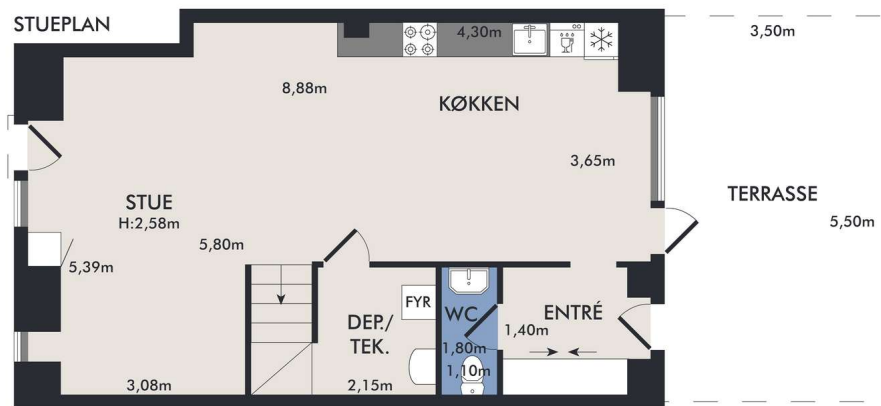 STUEPLAN
4,30m
3,50m
8,88m
KØKKEN
3,65m
STUE
H:2,58m
TERRASSE
5,50m
5,80m
5,39m
FYR
DEP./
TEK.
WC
ENTRÉ
1,40m
1,80m
1,10m
3,08m
2,15m